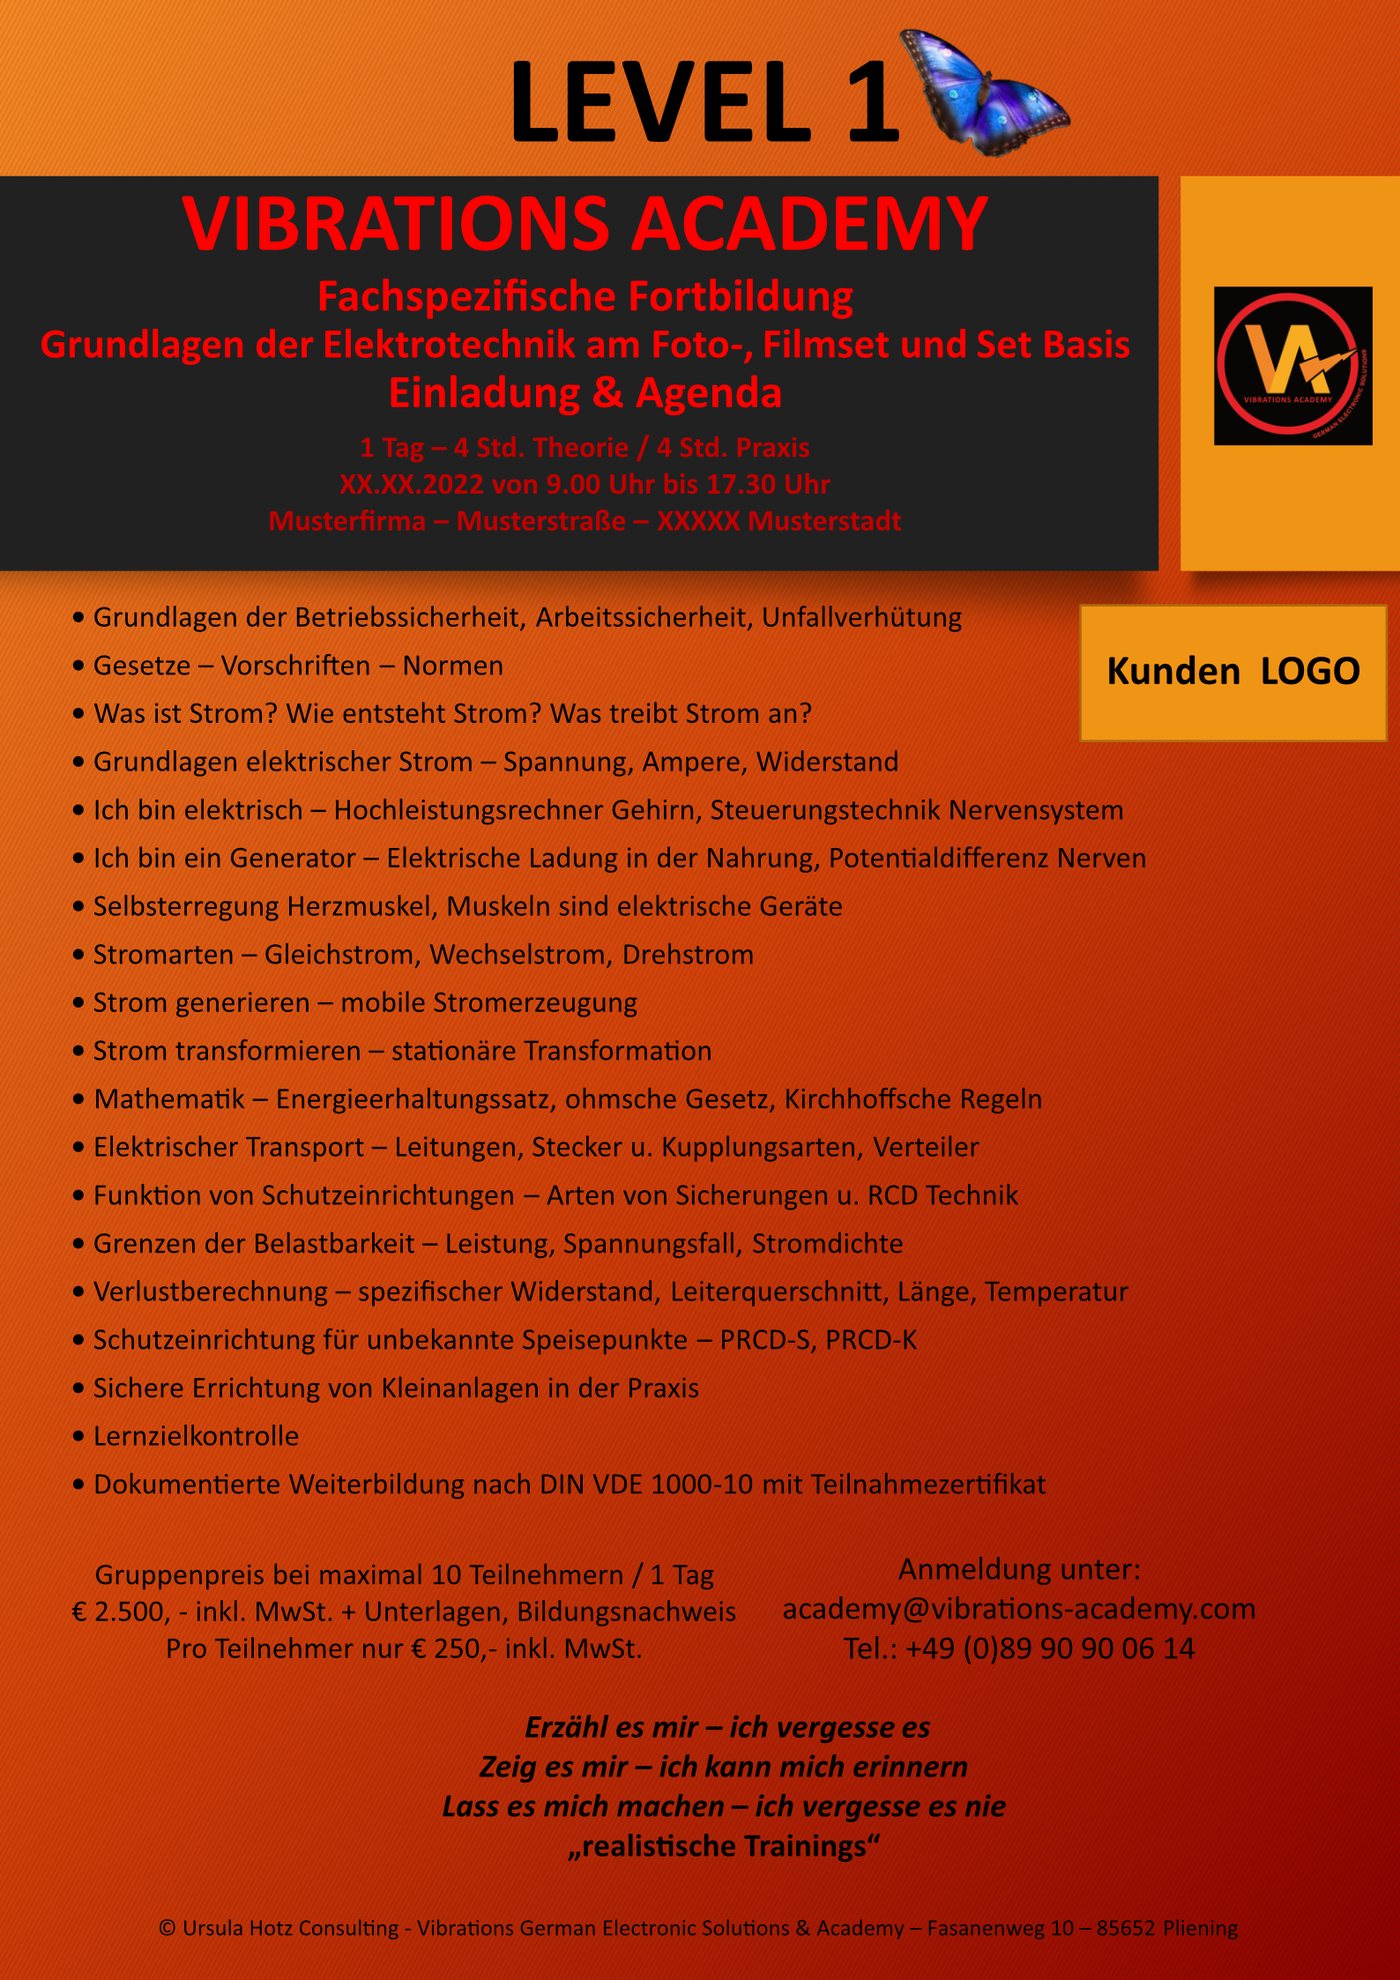 LEVEL 1
VIBRATIONS ACADEMY
Fachspezifische Fortbildung
Grundlagen der Elektrotechnik am Foto-, Filmset und Set Basis
Einladung & Agenda
1 Tag – 4 Std. Theorie / 4 Std. Praxis
XX.XX.2022 von 9.00 Uhr bis 17.30 Uhr
Musterfirma – Musterstraße – XXXXX Musterstadt
VA
VIBRATIONS ACADEMY
GERMAN ELECTRONIC SOLUTIONS
Kunden LOGO
• Grundlagen der Betriebssicherheit, Arbeitssicherheit, Unfallverhütung
• Gesetze – Vorschriften – Normen
• Was ist Strom? Wie entsteht Strom? Was treibt Strom an?
• Grundlagen elektrischer Strom – Spannung, Ampere, Widerstand
• Ich bin elektrisch – Hochleistungsrechner Gehirn, Steuerungstechnik Nervensystem
• Ich bin ein Generator – Elektrische Ladung in der Nahrung, Potentialdifferenz Nerven
• Selbsterregung Herzmuskel, Muskeln sind elektrische Geräte
• Stromarten – Gleichstrom, Wechselstrom, Drehstrom
• Strom generieren – mobile Stromerzeugung
• Strom transformieren – stationäre Transformation
• Mathematik – Energieerhaltungssatz, ohmsche Gesetz, Kirchhoffsche Regeln
• Elektrischer Transport – Leitungen, Stecker u. Kupplungsarten, Verteiler
• Funktion von Schutzeinrichtungen – Arten von Sicherungen u. RCD Technik
• Grenzen der Belastbarkeit – Leistung, Spannungsfall, Stromdichte
• Verlustberechnung – spezifischer Widerstand, Leiterquerschnitt, Länge, Temperatur
• Schutzeinrichtung für unbekannte Speisepunkte – PRCD-S, PRCD-K
• Sichere Errichtung von Kleinanlagen in der Praxis
• Lernzielkontrolle
• Dokumentierte Weiterbildung nach DIN VDE 1000-10 mit Teilnahmezertifikat
Gruppenpreis bei maximal 10 Teilnehmern / 1 Tag
€ 2.500, - inkl. MwSt. + Unterlagen, Bildungsnachweis
Pro Teilnehmer nur € 250,- inkl. MwSt.
Anmeldung unter:
academy@vibrations-academy.com
Tel.: +49 (0)89 90 90 06 14
Erzähl es mir – ich vergesse es
Zeig es mir – ich kann mich erinnern
Lass es mich machen – ich vergesse es nie
„realistische Trainings“
© Ursula Hotz Consulting - Vibrations German Electronic Solutions & Academy – Fasanenweg 10 – 85652 Pliening